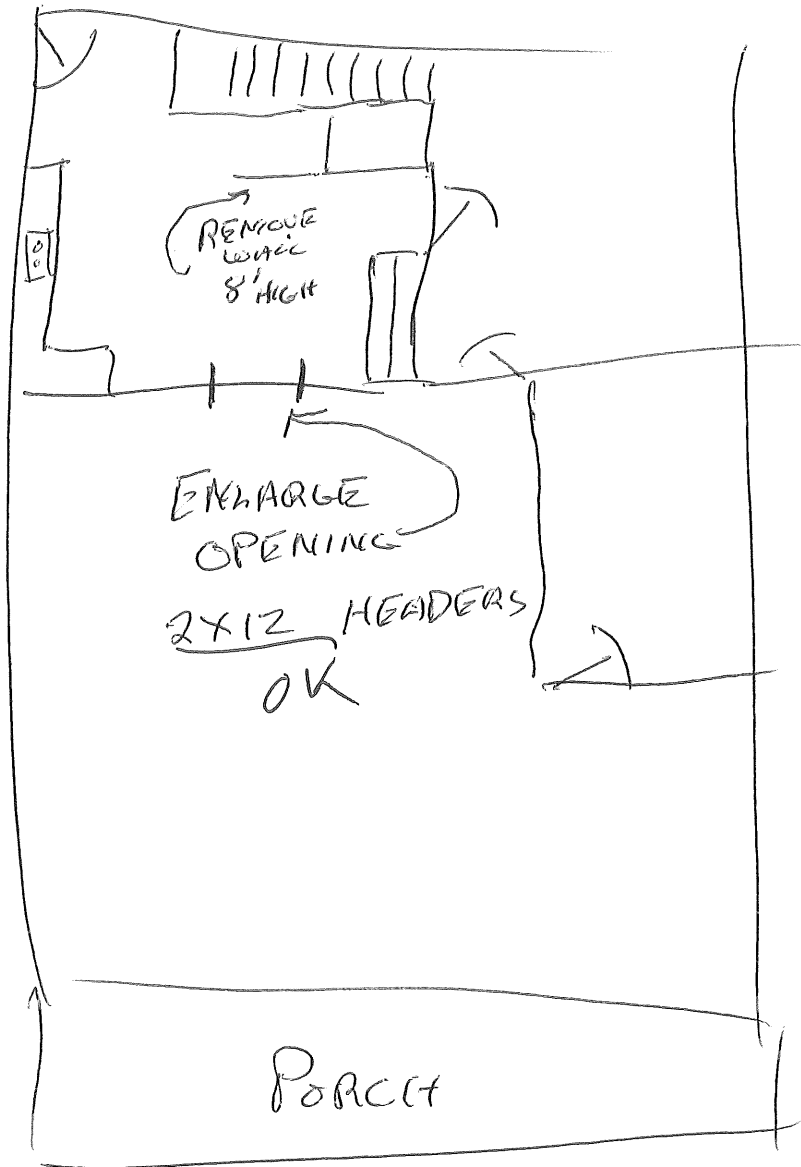 REMOVE
WALL
8' HIGH
ENLARGE
OPENING
2X12 HEADERS
OK
PORCH